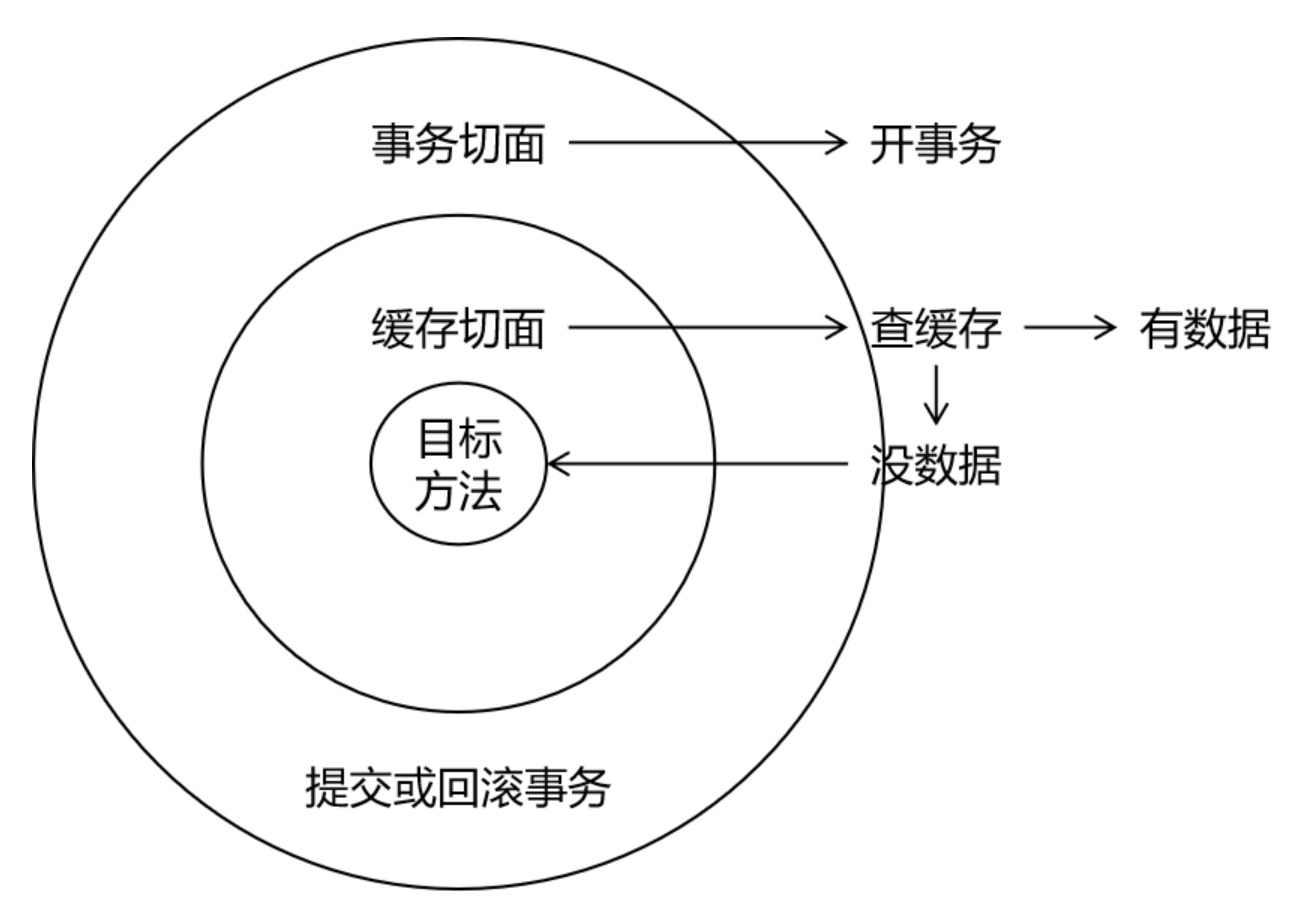 事务切面
开事务
缓存切面
查缓存
有数据
目标
方法
没数据
提交或回滚事务